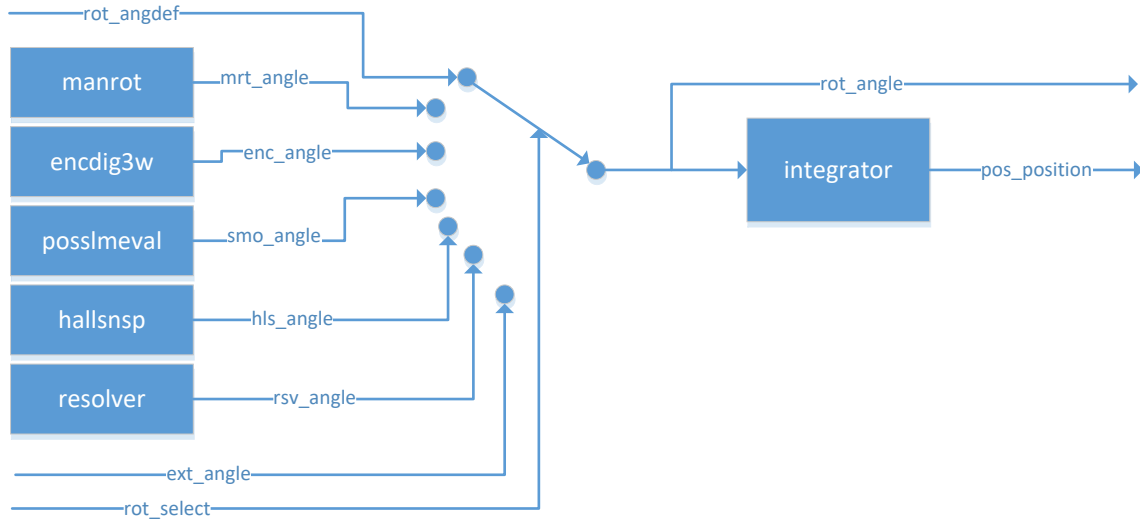 rot_angdef
manrot
mrt_angle
rot_angle
encdig3w
enc_angle
integrator
pos_position
posslmeval
smo_angle
hallsnsp
hls_angle
resolver
rsv_angle
ext_angle
rot_select